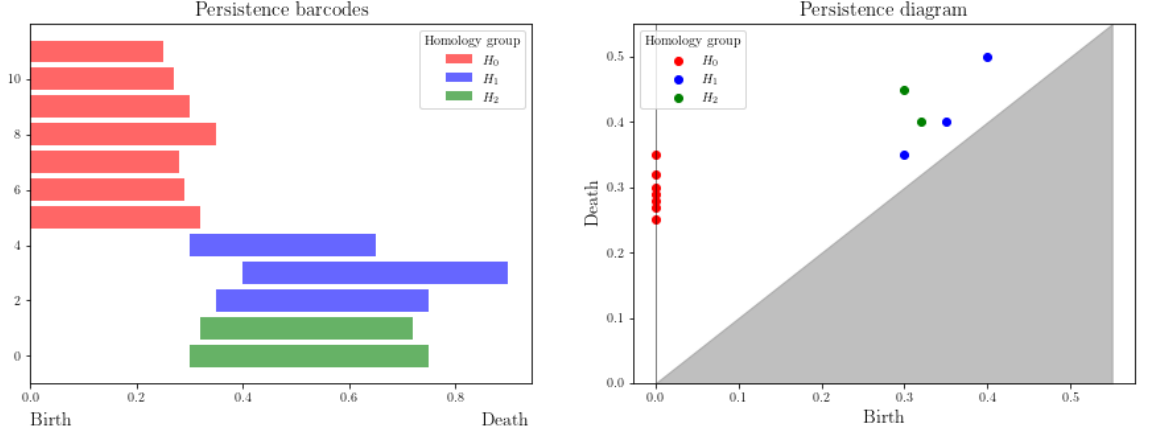 Persistence barcodes
Homology group
H₀
H₁
H₂
10
8
6
4
2
0
0.0 0.2 0.4 0.6 0.8
Birth Death
Persistence diagram
Homology group
H₀
H₁
H₂
0.5
0.4
0.3
0.2
0.1
0.0
Death
0.0 0.1 0.2 0.3 0.4 0.5
Birth